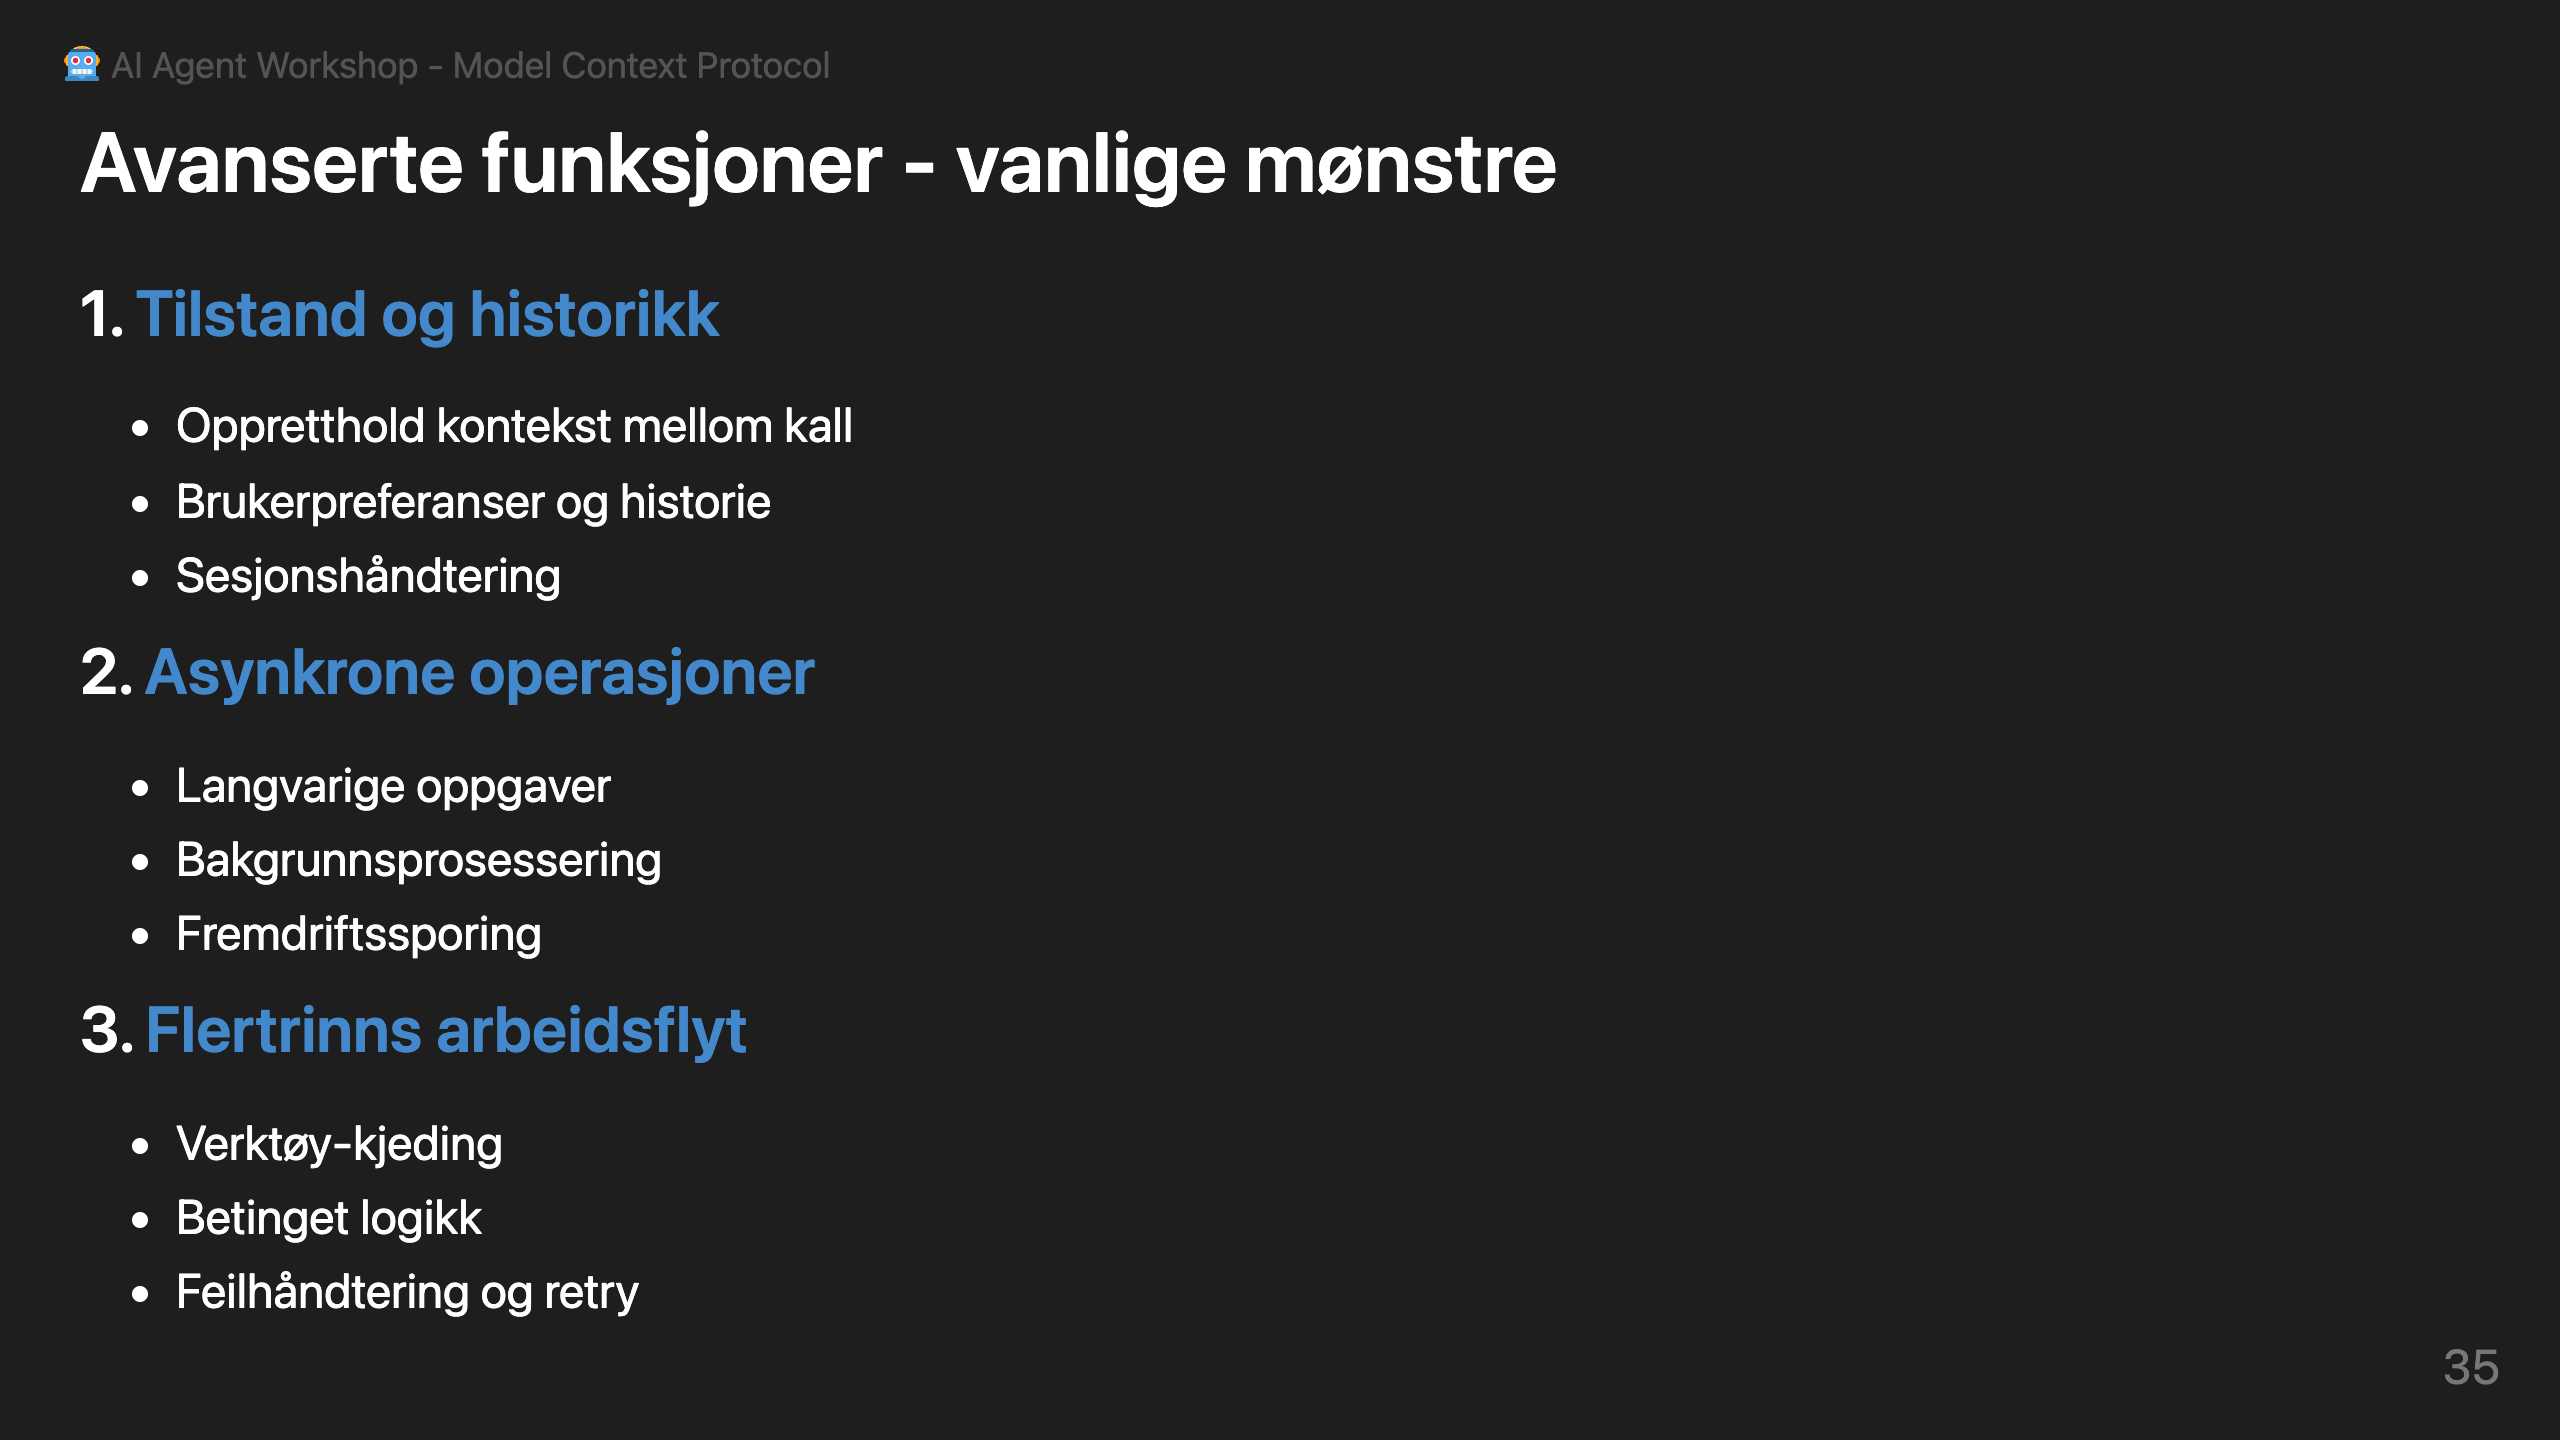 AI Agent Workshop - Model Context Protocol
Avanserte funksjoner - vanlige mønstre
1. Tilstand og historikk
• Oppretthold kontekst mellom kall
• Brukerpreferanser og historie
• Sesjonshåndtering
2. Asynkrone operasjoner
• Langvarige oppgaver
• Bakgrunnsprosessering
• Fremdriftssporing
3. Flertrinns arbeidsflyt
• Verktøy-kjeding
• Betinget logikk
• Feilhåndtering og retry
35